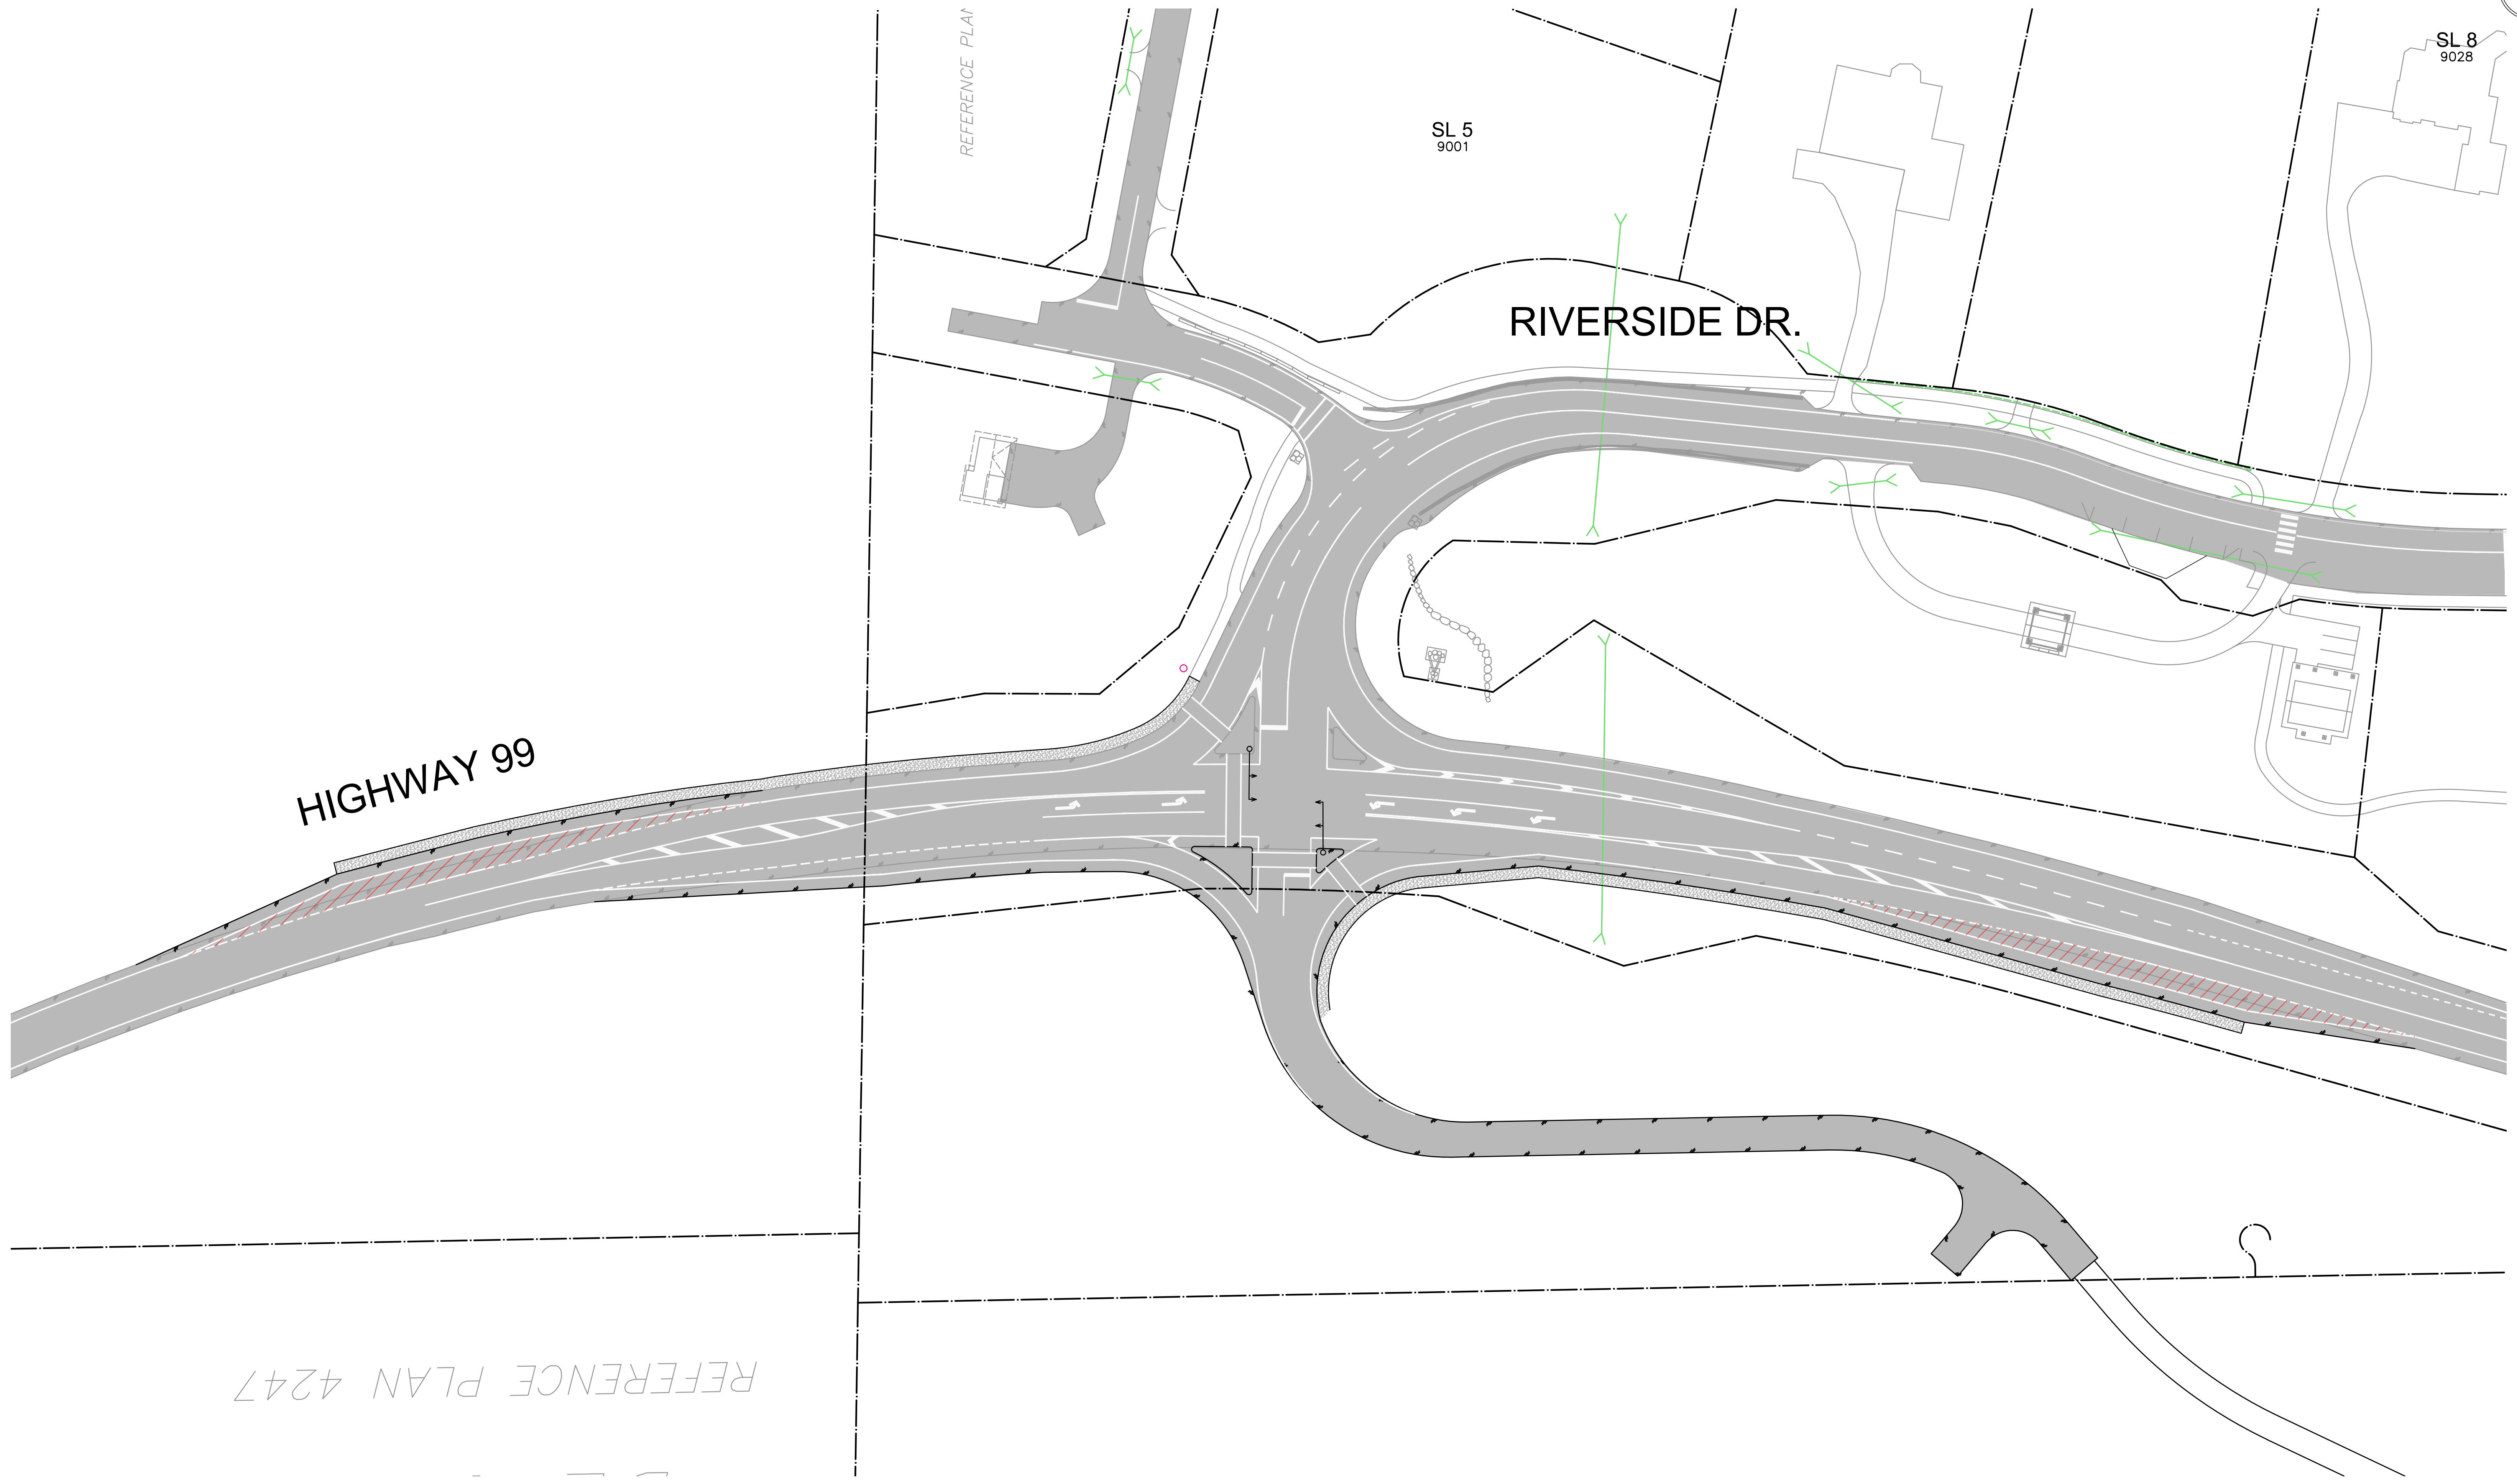 REFERENCE PLAN
SL 8
9028
SL 5
9001
RIVERSIDE DR.
HIGHWAY 99
REFERENCE PLAN 4247